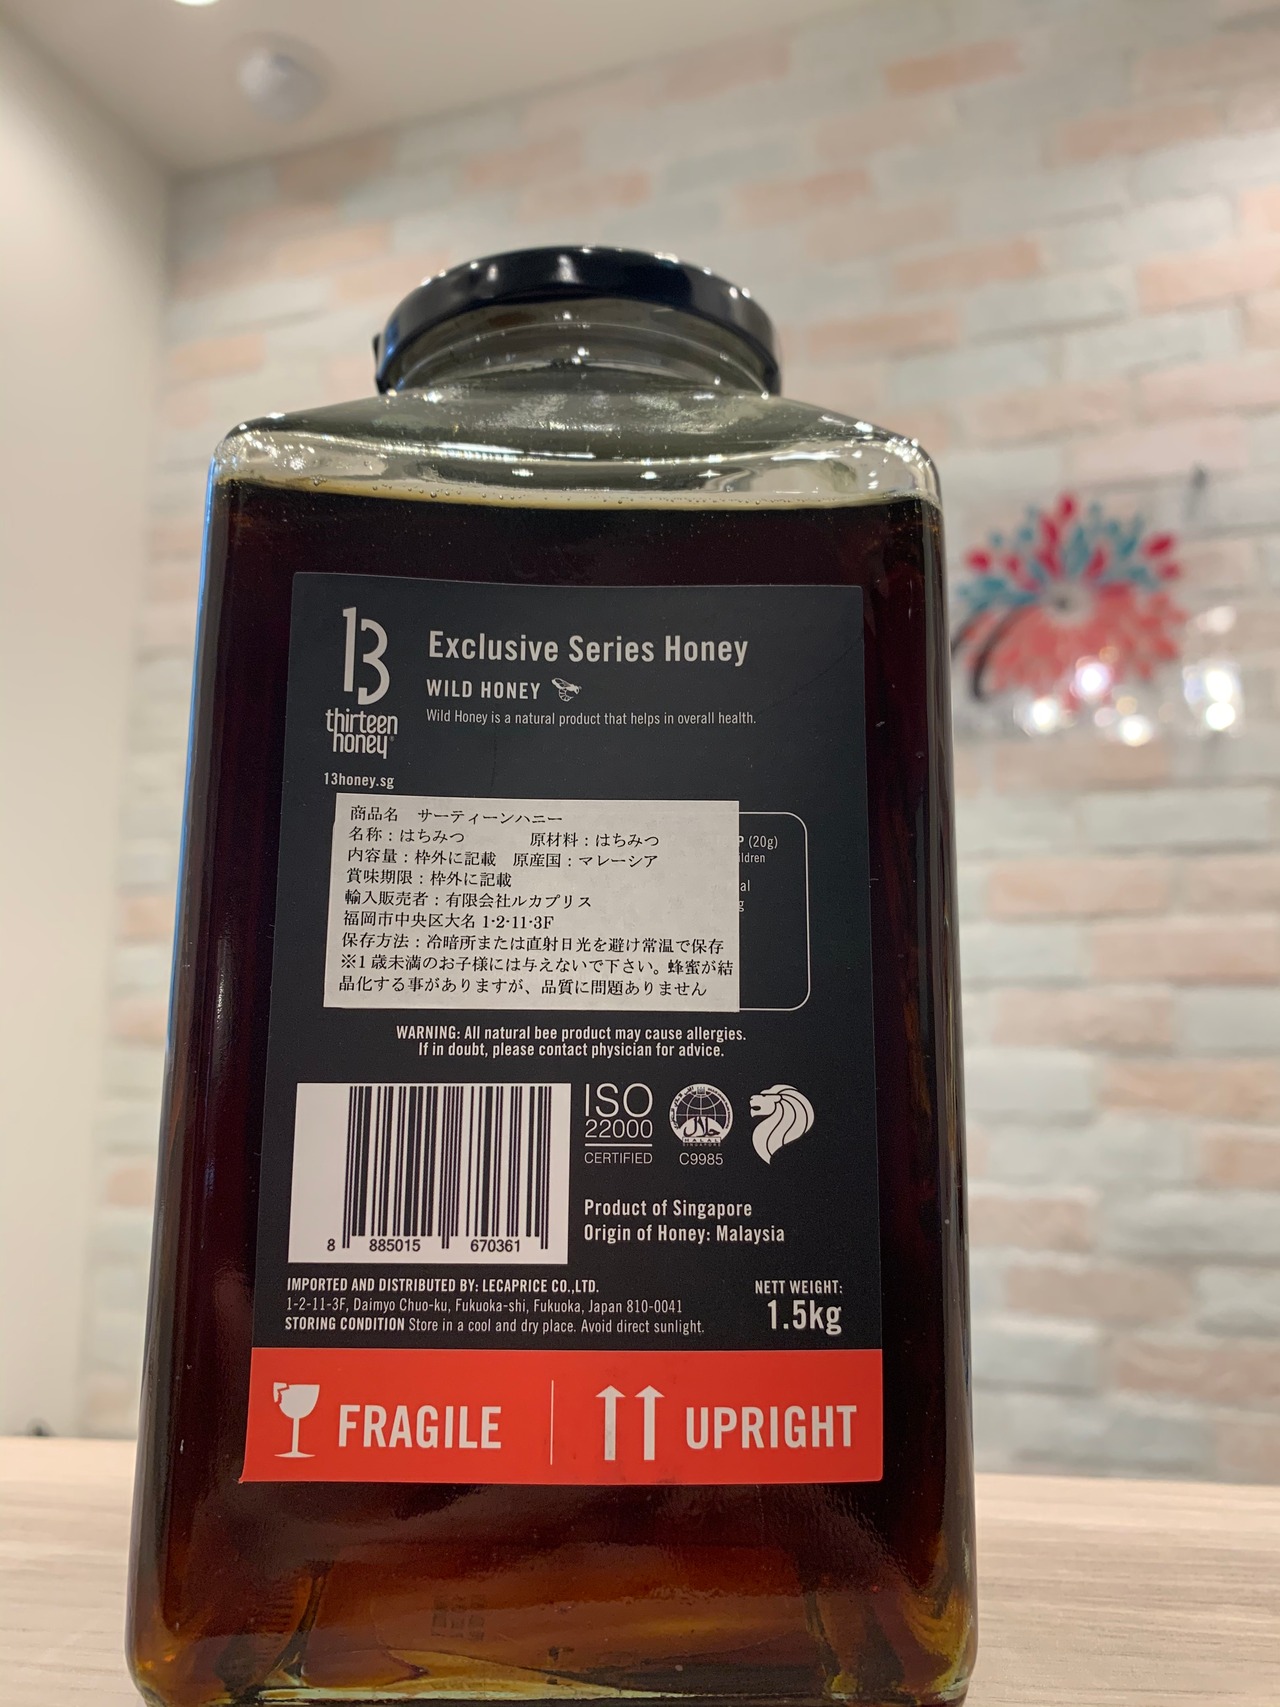 13
thirteen
honey
13honey.sg
Exclusive Series Honey
WILD HONEY
Wild Honey is a natural product that helps in overall health.
商品名　サーティーンハニー
名称：はちみつ　　　　原材料：はちみつ
内容量：枠外に記載　原産国：マレーシア
賞味期限：枠外に記載
輸入販売者：有限会社ルカプリス
福岡市中央区大名 1-2-11-3F
保存方法：冷暗所または直射日光を避け常温で保存
※1 歳未満のお子様には与えないで下さい。蜂蜜が結
晶化する事がありますが、品質に問題ありません
(20g)
WARNING: All natural bee product may cause allergies.
If in doubt, please contact physician for advice.
8 885015 670361
ISO
22000
CERTIFIED
HALAL
SINGAPORE
C9985
Product of Singapore
Origin of Honey: Malaysia
IMPORTED AND DISTRIBUTED BY: LECAPRICE CO.,LTD.
1-2-11-3F, Daimyo Chuo-ku, Fukuoka-shi, Fukuoka, Japan 810-0041
STORING CONDITION Store in a cool and dry place. Avoid direct sunlight.
NETT WEIGHT:
1.5kg
FRAGILE
UPRIGHT